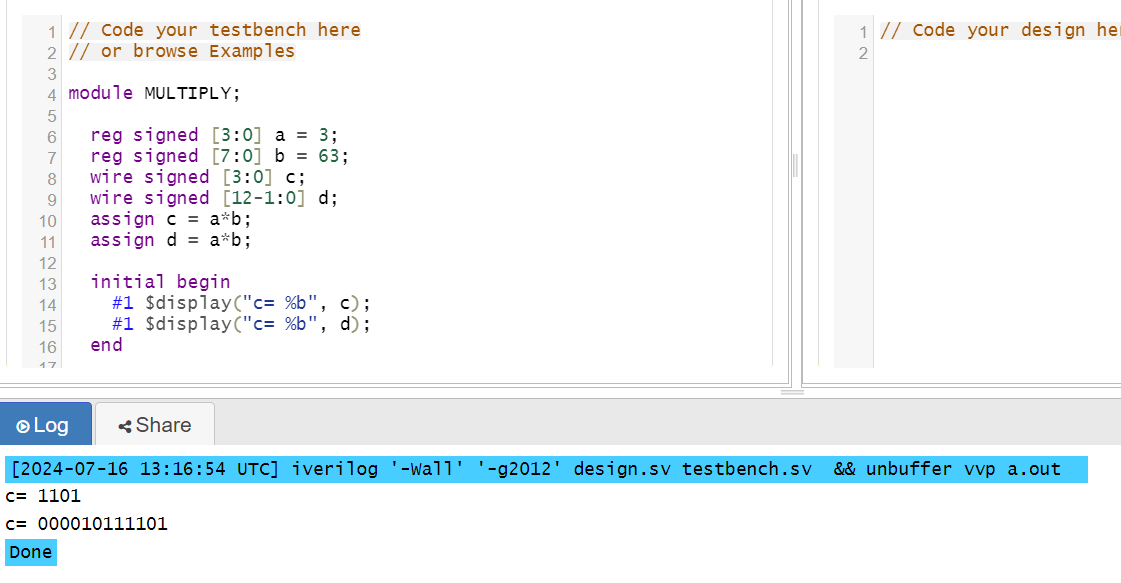 1 // Code your testbench here
2 // or browse Examples
3
4 module MULTIPLY;
5
6 reg signed [3:0] a = 3;
7 reg signed [7:0] b = 63;
8 wire signed [3:0] c;
9 wire signed [12-1:0] d;
10 assign c = a*b;
11 assign d = a*b;
12
13 initial begin
14 #1 $display("c= %b", c);
15 #1 $display("c= %b", d);
16 end
17
1 // Code your design her
2
Log
Share
[2024-07-16 13:16:54 UTC] iverilog '-Wall' '-g2012' design.sv testbench.sv && unbuffer vvp a.out
c= 1101
c= 000010111101
Done